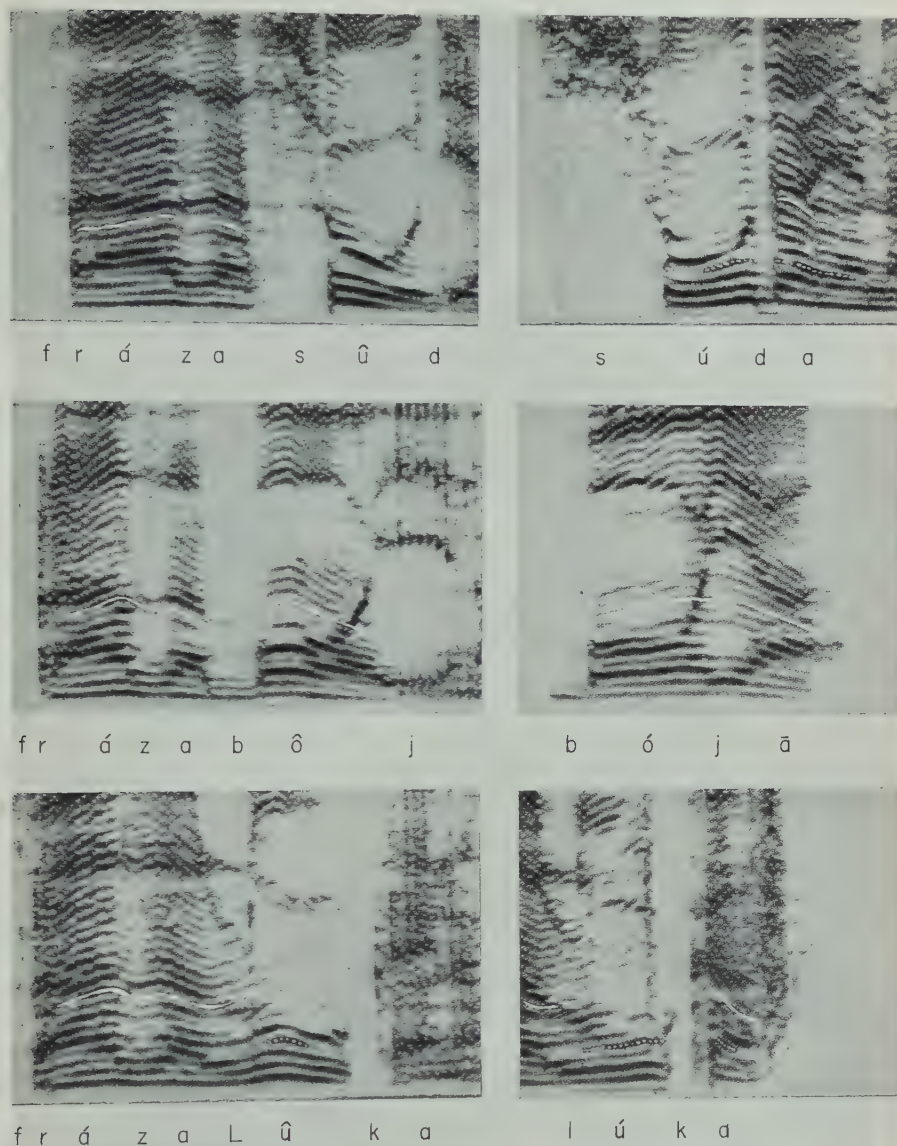 f r á z a s û d
s ú d a
f r á z a b ô j
b ó j ā
f r á z a L û k a
l ú k a